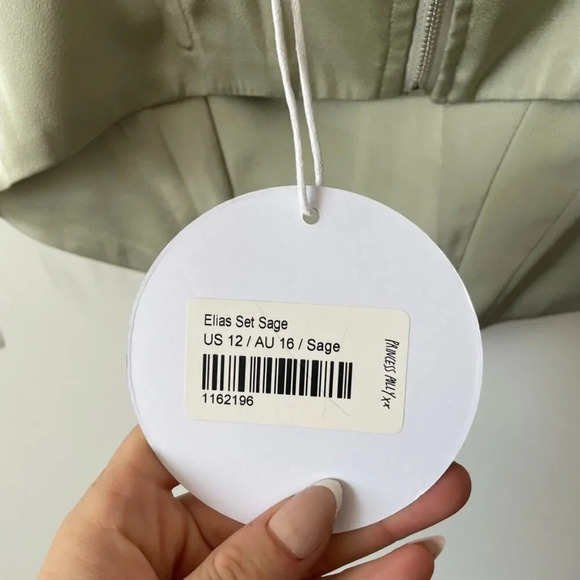 Elias Set Sage
US 12 / AU 16 / Sage
1162196
PRINCESS POLLY xx